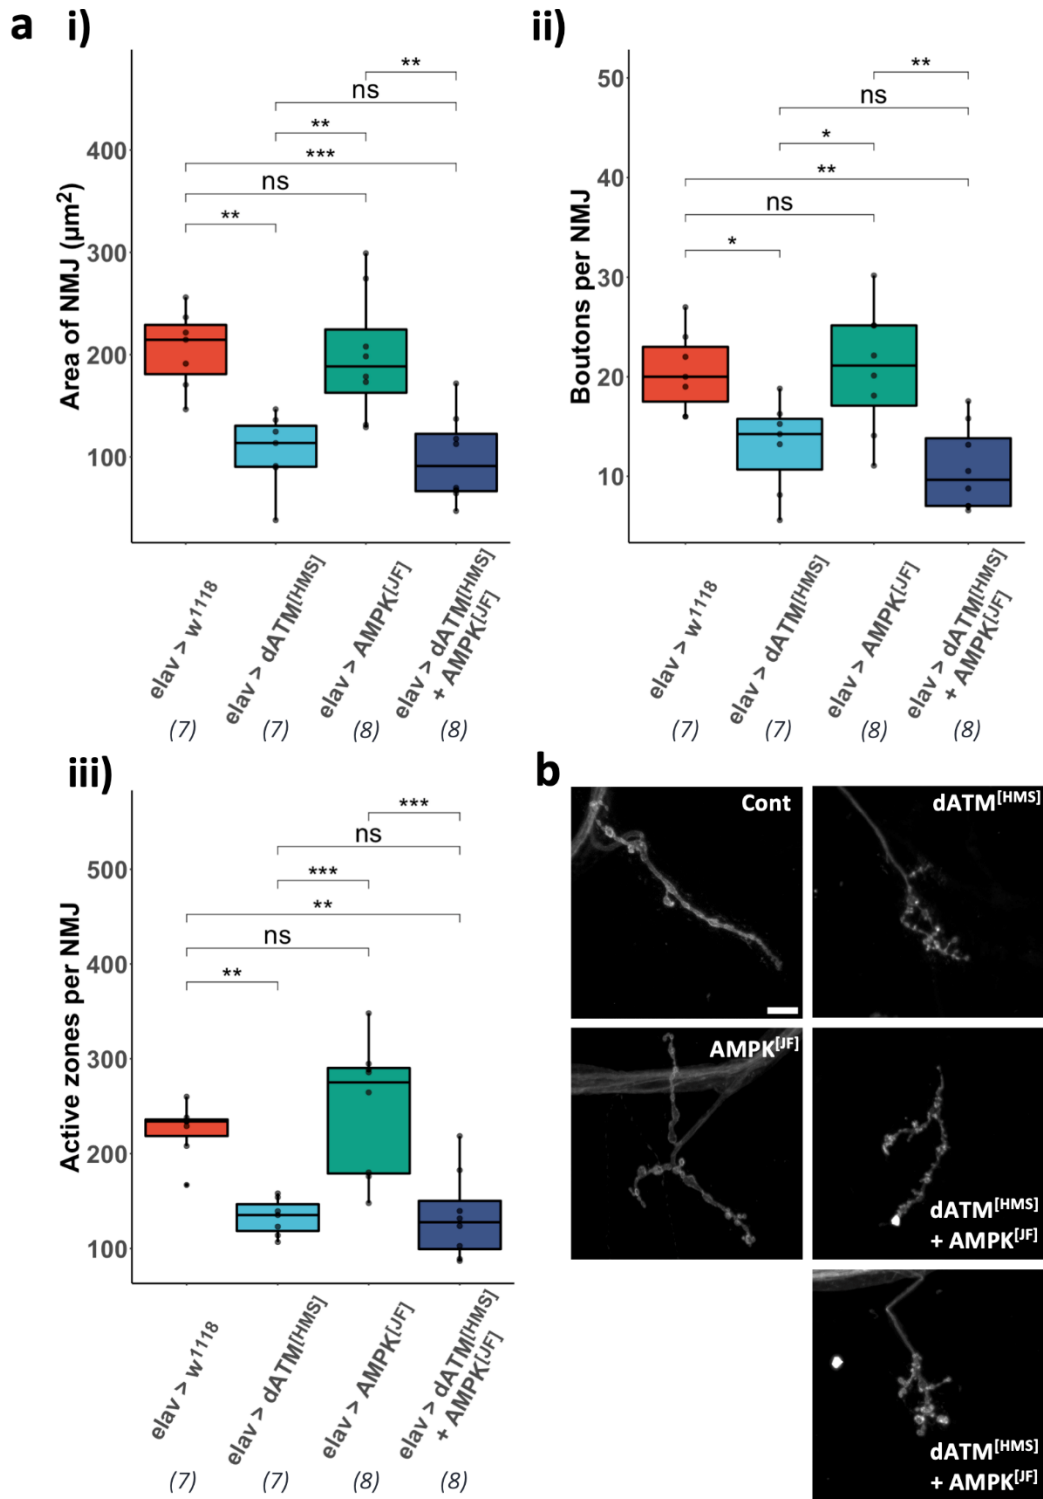 a i)
**
ns
**
***
ns
**
Area of NMJ (µm²)
400
300
200
100
elav > w¹¹¹⁸
elav > dATM[HMS]
elav > AMPK[JF]
elav > dATM[HMS]
+ AMPK[JF]
(7)
(7)
(8)
(8)
ii)
**
ns
*
**
ns
*
Boutons per NMJ
50
40
30
20
10
elav > w¹¹¹⁸
elav > dATM[HMS]
elav > AMPK[JF]
elav > dATM[HMS]
+ AMPK[JF]
(7)
(7)
(8)
(8)
iii)
***
ns
***
**
ns
**
Active zones per NMJ
500
400
300
200
100
elav > w¹¹¹⁸
elav > dATM[HMS]
elav > AMPK[JF]
elav > dATM[HMS]
+ AMPK[JF]
(7)
(7)
(8)
(8)
b
Cont
dATM[HMS]
AMPK[JF]
dATM[HMS]
+ AMPK[JF]
dATM[HMS]
+ AMPK[JF]